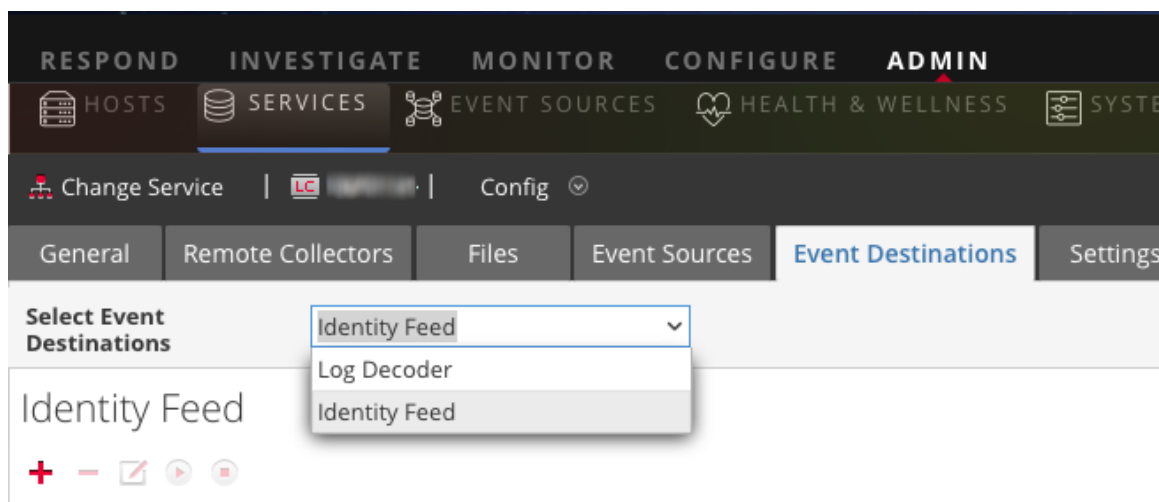 RESPOND INVESTIGATE MONITOR CONFIGURE ADMIN
HOSTS SERVICES EVENT SOURCES HEALTH & WELLNESS SYSTE
Change Service | LC | Config
General Remote Collectors Files Event Sources Event Destinations Settings
Select Event
Destinations
Identity Feed
Log Decoder
Identity Feed
Identity Feed